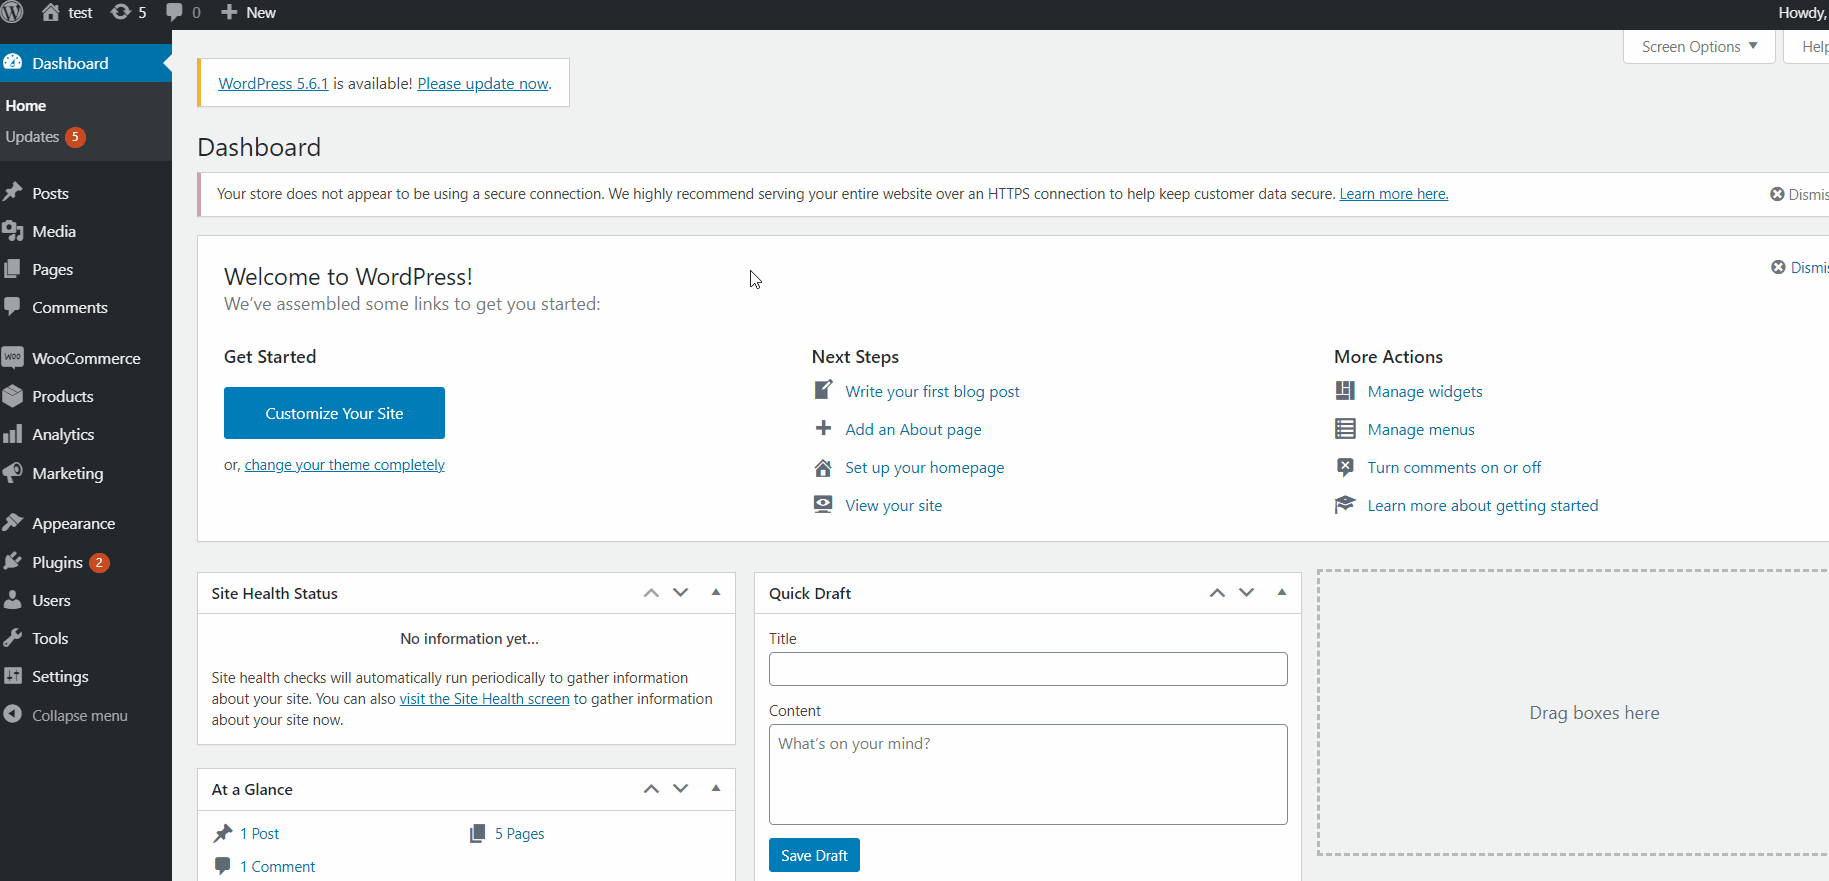 test 5 0 New Howdy,
Screen Options Help
Dashboard
Home
Updates 5
Posts
Media
Pages
Comments
Woo WooCommerce
Products
Analytics
Marketing
Appearance
Plugins 2
Users
Tools
Settings
Collapse menu
WordPress 5.6.1 is available! Please update now.
Dashboard
Your store does not appear to be using a secure connection. We highly recommend serving your entire website over an HTTPS connection to help keep customer data secure. Learn more here.
Dismis
Welcome to WordPress!
Dismis
We've assembled some links to get you started:
Get Started
Customize Your Site
or, change your theme completely
Next Steps
Write your first blog post
Add an About page
Set up your homepage
View your site
More Actions
Manage widgets
Manage menus
Turn comments on or off
Learn more about getting started
Site Health Status
No information yet...
Site health checks will automatically run periodically to gather information
about your site. You can also visit the Site Health screen to gather information
about your site now.
At a Glance
1 Post
5 Pages
1 Comment
Quick Draft
Title
Content
What's on your mind?
Save Draft
Drag boxes here